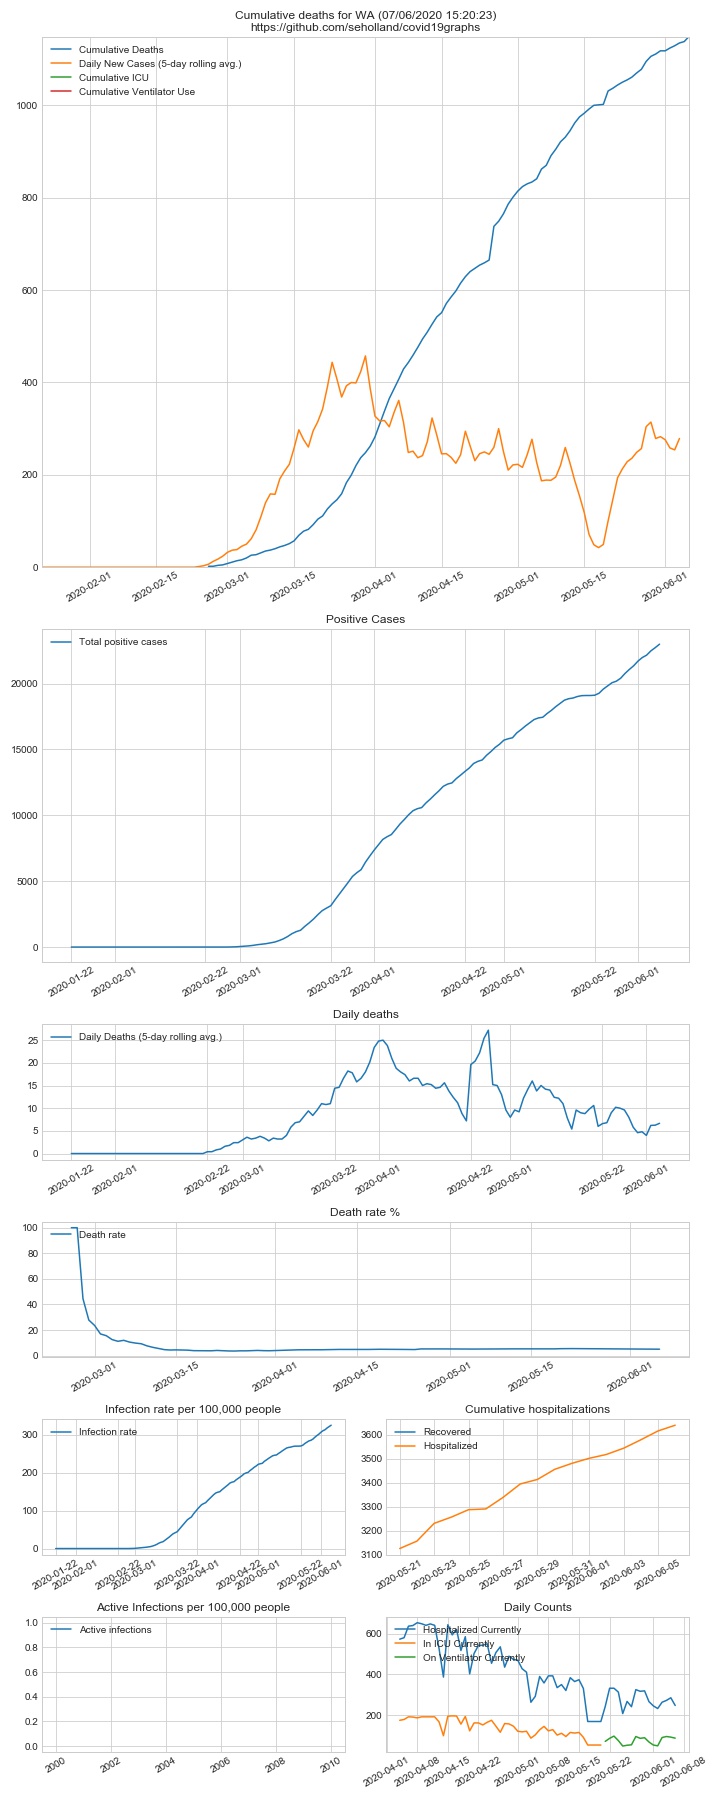 Cumulative deaths for WA (07/06/2020 15:20:23)
https://github.com/seholland/covid19graphs
Cumulative Deaths
Daily New Cases (5-day rolling avg.)
Cumulative ICU
Cumulative Ventilator Use
1000
800
600
400
200
0
2020-02-01 2020-02-15 2020-03-01 2020-03-15 2020-04-01 2020-04-15 2020-05-01 2020-05-15 2020-06-01
Positive Cases
Total positive cases
20000
15000
10000
5000
0
2020-01-22 2020-02-01 2020-02-22 2020-03-01 2020-03-22 2020-04-01 2020-04-22 2020-05-01 2020-05-22 2020-06-01
Daily deaths
Daily Deaths (5-day rolling avg.)
25
20
15
10
5
0
2020-01-22 2020-02-01 2020-02-22 2020-03-01 2020-03-22 2020-04-01 2020-04-22 2020-05-01 2020-05-22 2020-06-01
Death rate %
Death rate
100
80
60
40
20
0
2020-03-01 2020-03-15 2020-04-01 2020-04-15 2020-05-01 2020-05-15 2020-06-01
Infection rate per 100,000 people
Infection rate
300
200
100
0
2020-01-22 2020-02-01 2020-02-22 2020-03-01 2020-03-22 2020-04-01 2020-04-22 2020-05-01 2020-05-22 2020-06-01
Cumulative hospitalizations
Recovered
Hospitalized
3600
3500
3400
3300
3200
3100
2020-05-21 2020-05-23 2020-05-25 2020-05-27 2020-05-29 2020-05-31 2020-06-01 2020-06-03 2020-06-05
Active Infections per 100,000 people
Active infections
1.0
0.8
0.6
0.4
0.2
0.0
2000 2002 2004 2006 2008 2010
Daily Counts
Hospitalized Currently
In ICU Currently
On Ventilator Currently
600
400
200
2020-04-01 2020-04-08 2020-04-15 2020-04-22 2020-05-01 2020-05-08 2020-05-15 2020-05-22 2020-06-01 2020-06-08